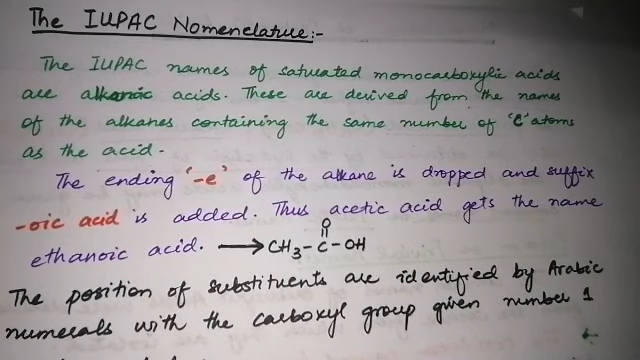 The IUPAC Nomenclature:-
The IUPAC names of saturated monocarboxylic acids
are alkanoic acids. These are derived from the names
of the alkanes containing the same number of 'C' atoms
as the acid.
The ending '-e' of the alkane is dropped and suffix
-oic acid is added. Thus acetic acid gets the name
O
ethanoic acid. → CH3-C-OH
The position of substituents are identified by Arabic
numerals with the carboxyl group given number 1